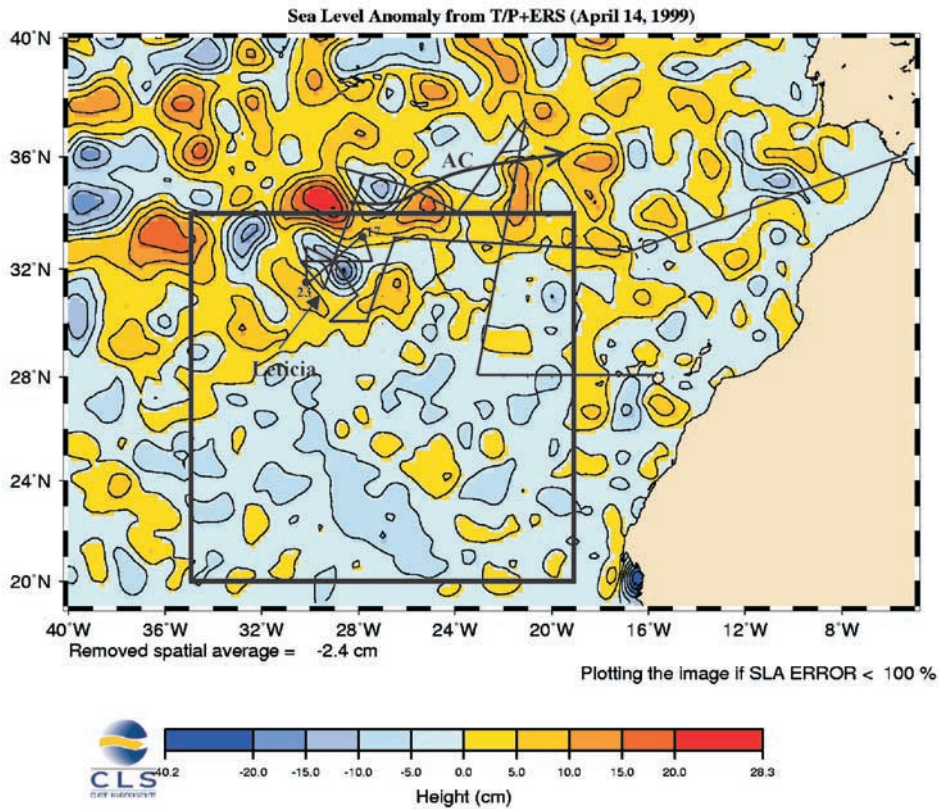 Sea Level Anomaly from T/P+ERS (April 14, 1999)
40˚N
36˚N
32˚N
28˚N
24˚N
20˚N
AC
17
23
Leticia
40˚W 36˚W 32˚W 28˚W 24˚W 20˚W 16˚W 12˚W 8˚W
Removed spatial average = -2.4 cm
Plotting the image if SLA ERROR < 100 %
CLS
-40.2 -20.0 -15.0 -10.0 -5.0 0.0 5.0 10.0 15.0 20.0 28.3
Height (cm)